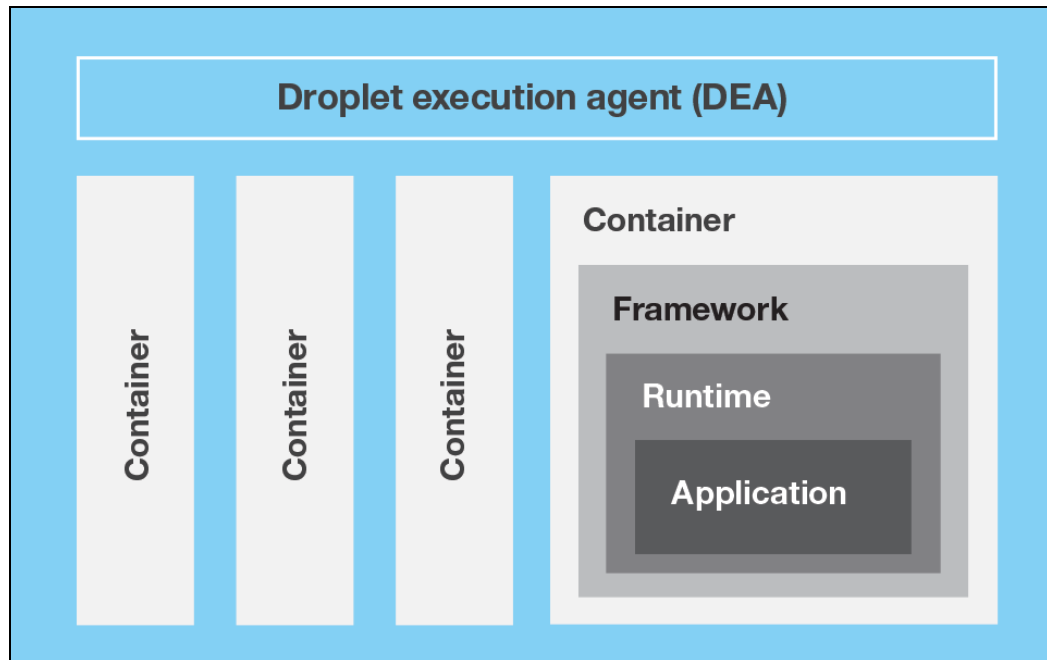 Droplet execution agent (DEA)
Container
Container
Container
Container
Framework
Runtime
Application